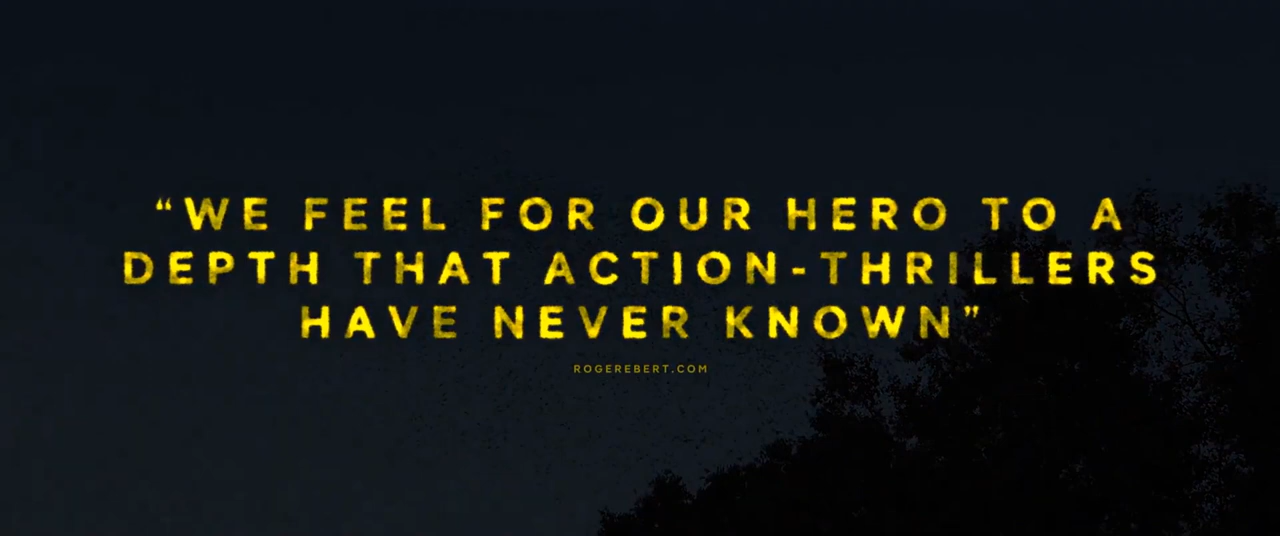 “WE FEEL FOR OUR HERO TO A
DEPTH THAT ACTION-THRILLERS
HAVE NEVER KNOWN”
ROGEREBERT.COM